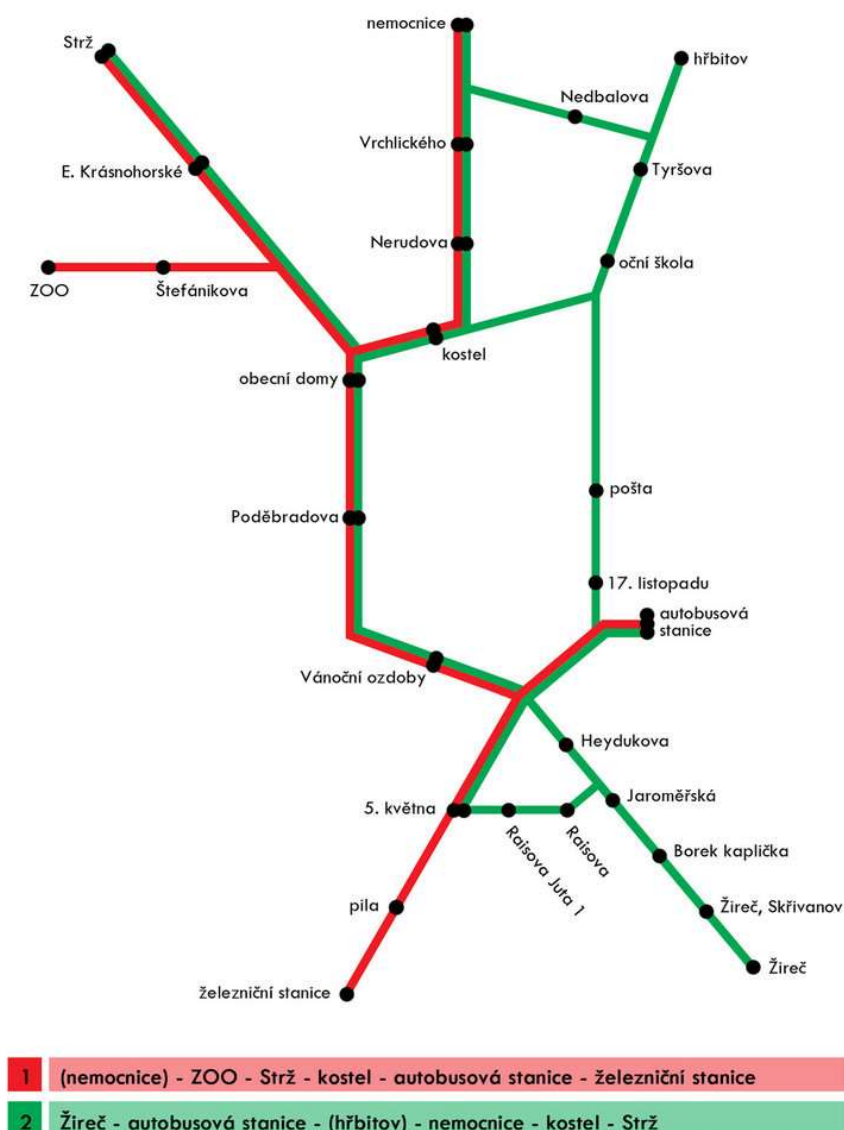 nemocnice
Strž
hřbitov
Nedbalova
Vrchlického
E. Krásnohorské
Tyršova
Nerudova
oční škola
ZOO
Štefánikova
kostel
obecní domy
pošta
Poděbradova
17. listopadu
autobusová
stanice
Vánoční ozdoby
Heydukova
Jaroměřská
5. května
Raisova Juta 1
Raisova
Borek kaplička
pila
Žireč, Skřivanov
Žireč
železniční stanice
1 (nemocnice) - ZOO - Strž - kostel - autobusová stanice - železniční stanice
2 Žireč - autobusová stanice - (hřbitov) - nemocnice - kostel - Strž